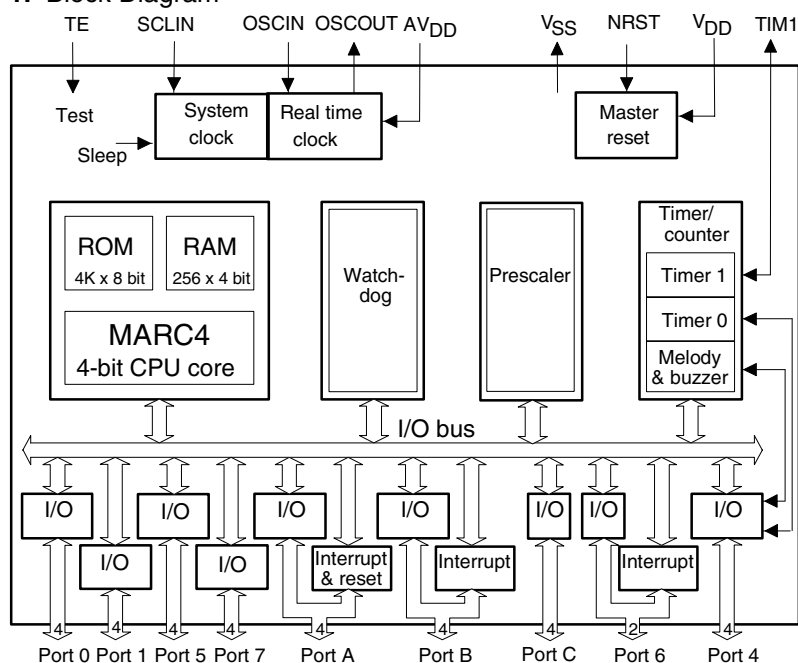 TE SCLIN OSCIN OSCOUT AVDD VSS NRST VDD TIM1
Test
Sleep
System
clock
Real time
clock
Master
reset
ROM
4K x 8 bit
RAM
256 x 4 bit
MARC4
4-bit CPU core
Watch-
dog
Prescaler
Timer/
counter
Timer 1
Timer 0
Melody
& buzzer
I/O bus
I/O I/O I/O I/O I/O I/O I/O
I/O I/O
Interrupt
& reset
Interrupt
Interrupt
4 4 4 4 4 4 4 2 4
Port 0 Port 1 Port 5 Port 7 Port A Port B Port C Port 6 Port 4